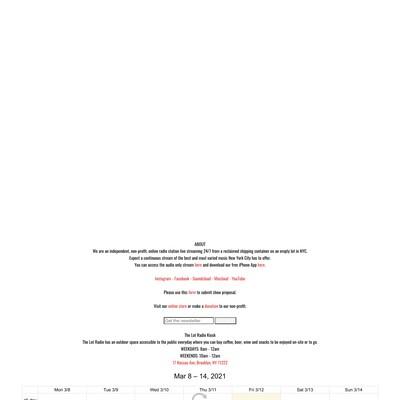 ABOUT
We are an independent, non-profit, online radio station live streaming 24/7 from a reclaimed shipping container on an empty lot in NYC.
Expect a continuous stream of the best and most varied music New York City has to offer.
You can access the audio only stream here and download our free iPhone App here.
Instagram - Facebook - Soundcloud - Mixcloud - YouTube
Please use this form to submit show proposal.
Visit our online store or make a donation to our non-profit.
Get the newsletter
The Lot Radio Kiosk
The Lot Radio has an outdoor space accessible to the public everyday where you can buy coffee, beer, wine and snacks to be enjoyed on-site or to go
WEEKDAYS: 8am - 12am
WEEKENDS: 10am - 12am
17 Nassau Ave, Brooklyn, NY 11222
Mar 8 – 14, 2021
Mon 3/8 Tue 3/9 Wed 3/10 Thu 3/11 Fri 3/12 Sat 3/13 Sun 3/14